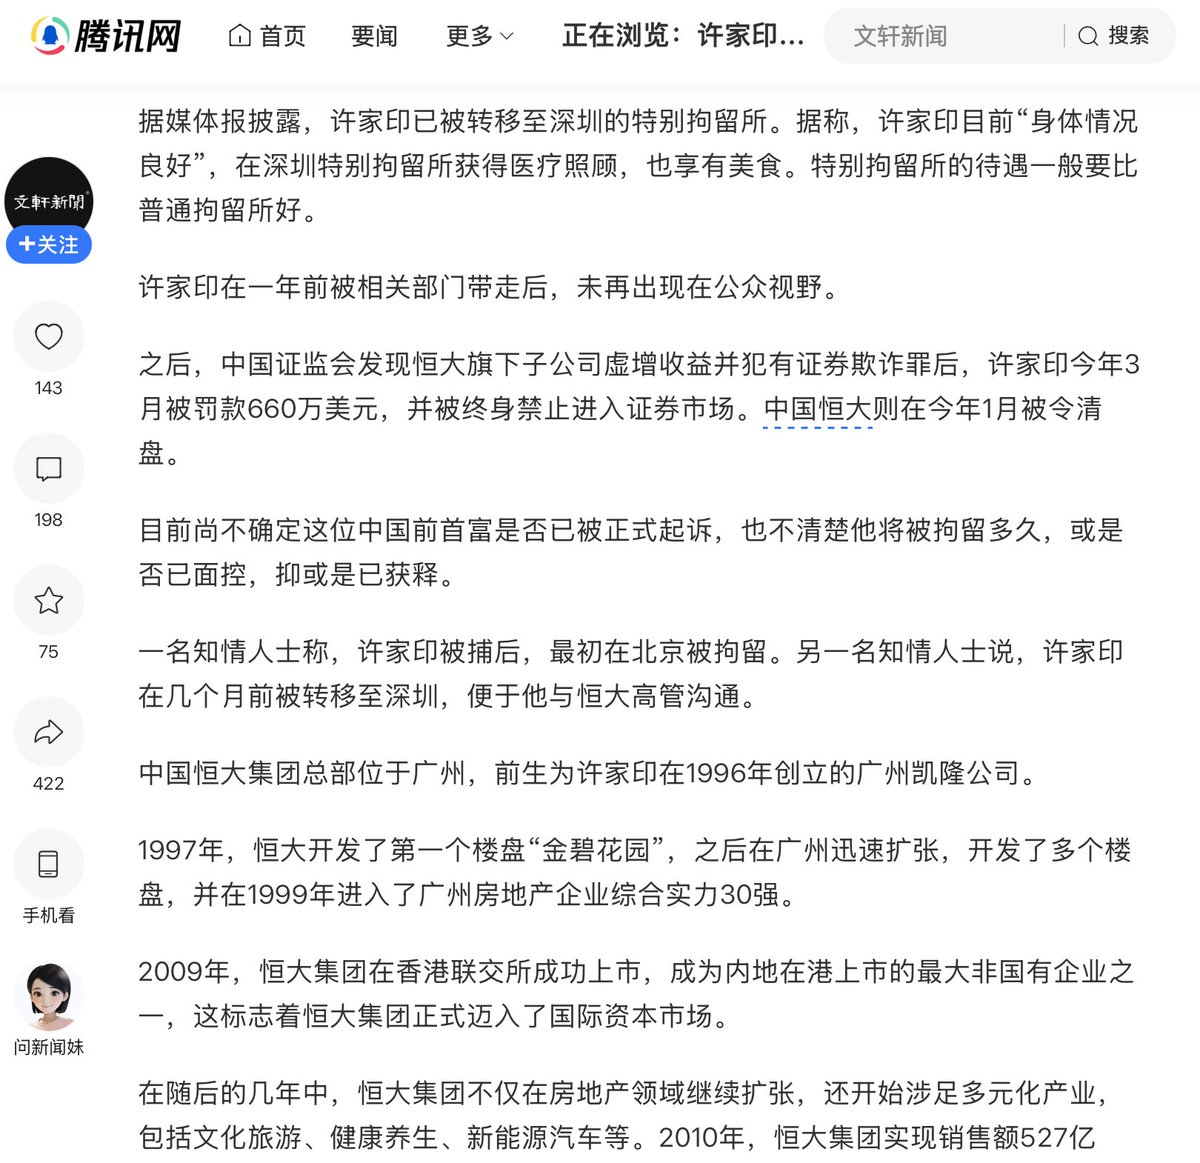 腾讯网
首页
要闻
更多
正在浏览：许家印...
文轩新闻
搜索
据媒体报披露，许家印已被转移至深圳的特别拘留所。据称，许家印目前“身体情况
良好”，在深圳特别拘留所获得医疗照顾，也享有美食。特别拘留所的待遇一般要比
普通拘留所好。
文軒新聞
+关注
许家印在一年前被相关部门带走后，未再出现在公众视野。
143
之后，中国证监会发现恒大旗下子公司虚增收益并犯有证券欺诈罪后，许家印今年3
月被罚款660万美元，并被终身禁止进入证券市场。中国恒大则在今年1月被令清
盘。
198
目前尚不确定这位中国前首富是否已被正式起诉，也不清楚他将被拘留多久，或是
否已面控，抑或是已获释。
75
一名知情人士称，许家印被捕后，最初在北京被拘留。另一名知情人士说，许家印
在几个月前被转移至深圳，便于他与恒大高管沟通。
422
中国恒大集团总部位于广州，前生为许家印在1996年创立的广州凯隆公司。
1997年，恒大开发了第一个楼盘“金碧花园”，之后在广州迅速扩张，开发了多个楼
盘，并在1999年进入了广州房地产企业综合实力30强。
手机看
2009年，恒大集团在香港联交所成功上市，成为内地在港上市的最大非国有企业之
一，这标志着恒大集团正式迈入了国际资本市场。
问新闻妹
在随后的几年中，恒大集团不仅在房地产领域继续扩张，还开始涉足多元化产业，
包括文化旅游、健康养生、新能源汽车等。2010年，恒大集团实现销售额527亿